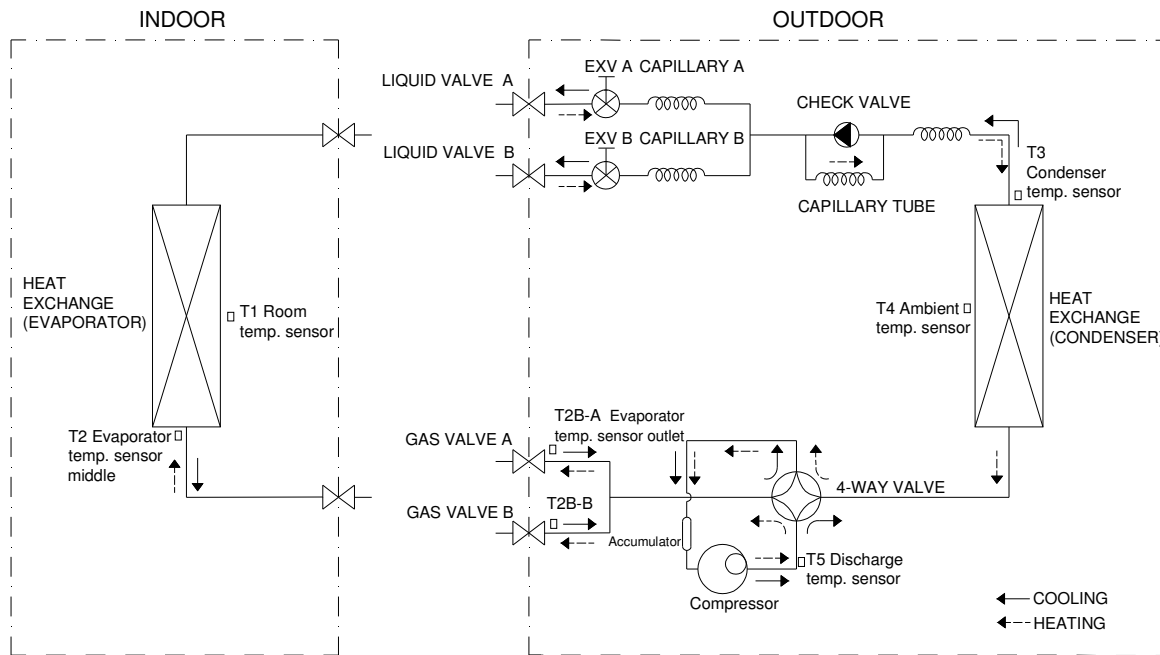 INDOOR
OUTDOOR
LIQUID VALVE A
EXV A CAPILLARY A
LIQUID VALVE B
EXV B CAPILLARY B
CHECK VALVE
CAPILLARY TUBE
T3
Condenser
temp. sensor
HEAT
EXCHANGE
(EVAPORATOR)
T1 Room
temp. sensor
T4 Ambient
temp. sensor
HEAT
EXCHANGE
(CONDENSER)
T2 Evaporator
temp. sensor
middle
GAS VALVE A
T2B-A Evaporator
temp. sensor outlet
GAS VALVE B
T2B-B
4-WAY VALVE
Accumulator
Compressor
T5 Discharge
temp. sensor
COOLING
HEATING